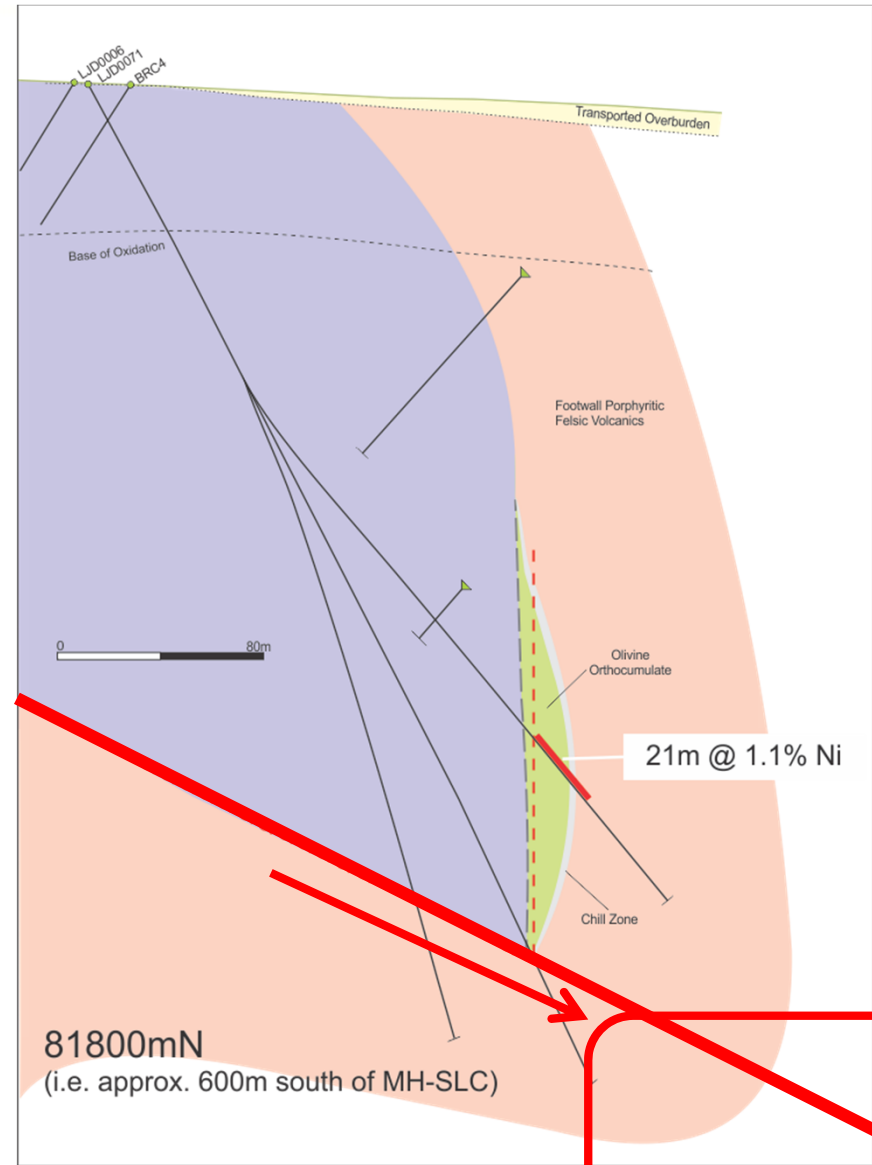 LJD0006
LJD0071
BRC4
Transported Overburden
Base of Oxidation
Footwall Porphyritic
Felsic Volcanics
0 80m
Olivine
Orthocumulate
21m @ 1.1% Ni
Chill Zone
81800mN
(i.e. approx. 600m south of MH-SLC)